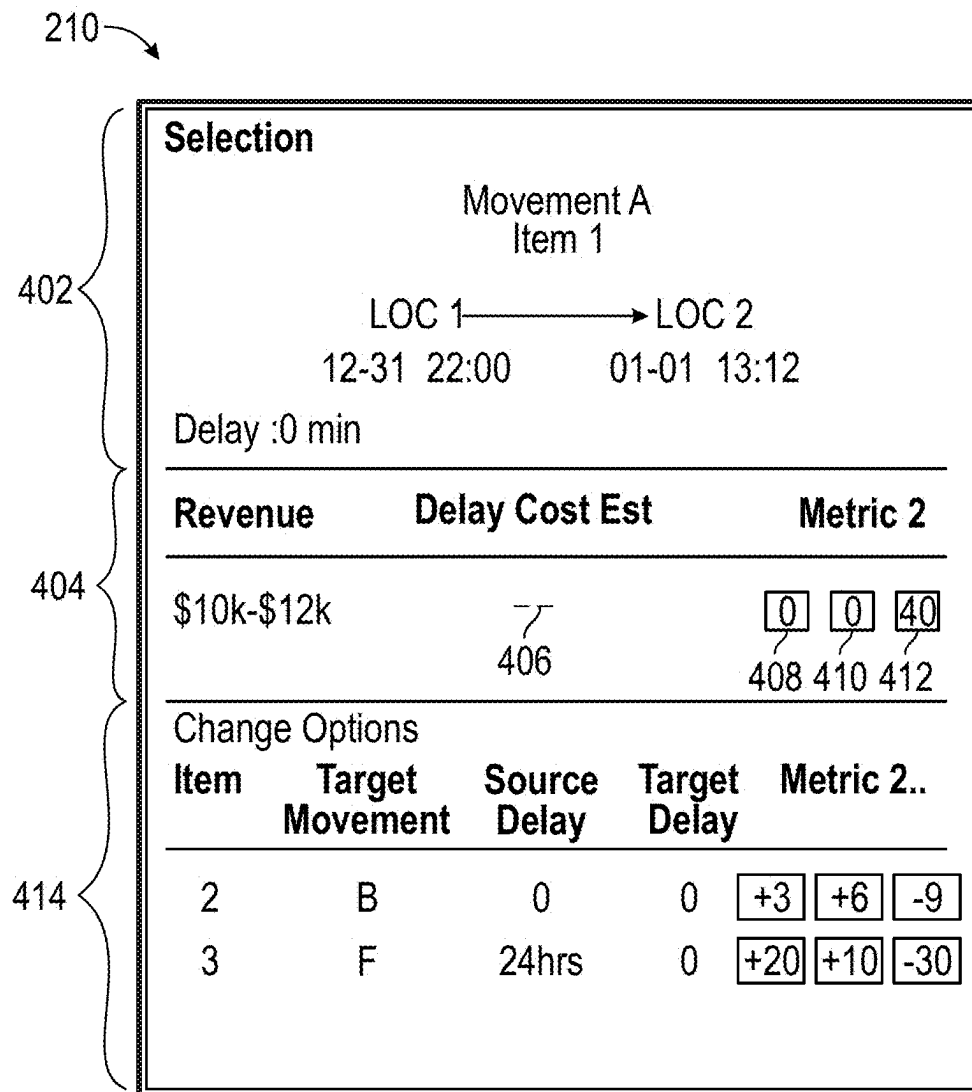 210
Selection
Movement A
Item 1
402
LOC 1 LOC 2
12-31 22:00 01-01 13:12
Delay :0 min
Revenue Delay Cost Est Metric 2
404
$10k-$12k -- 0 0 40
406 408 410 412
Change Options
Item Target Movement Source Delay Target Delay Metric 2..
414
2 B 0 0 +3 +6 -9
3 F 24hrs 0 +20 +10 -30